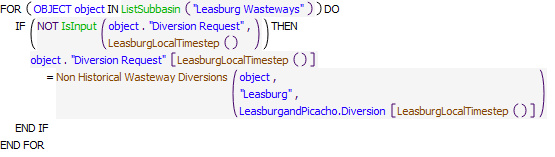 FOR ( OBJECT object IN ListSubbasin ( "Leasburg Wasteways" ) ) DO
IF ( NOT IsInput ( object . "Diversion Request" ,
LeasburgLocalTimestep ( ) ) ) THEN
object . "Diversion Request" [ LeasburgLocalTimestep ( ) ]
= Non Historical Wasteway Diversions ( object ,
"Leasburg" ,
LeasburgandPicacho.Diversion [ LeasburgLocalTimestep ( ) ] )
END IF
END FOR